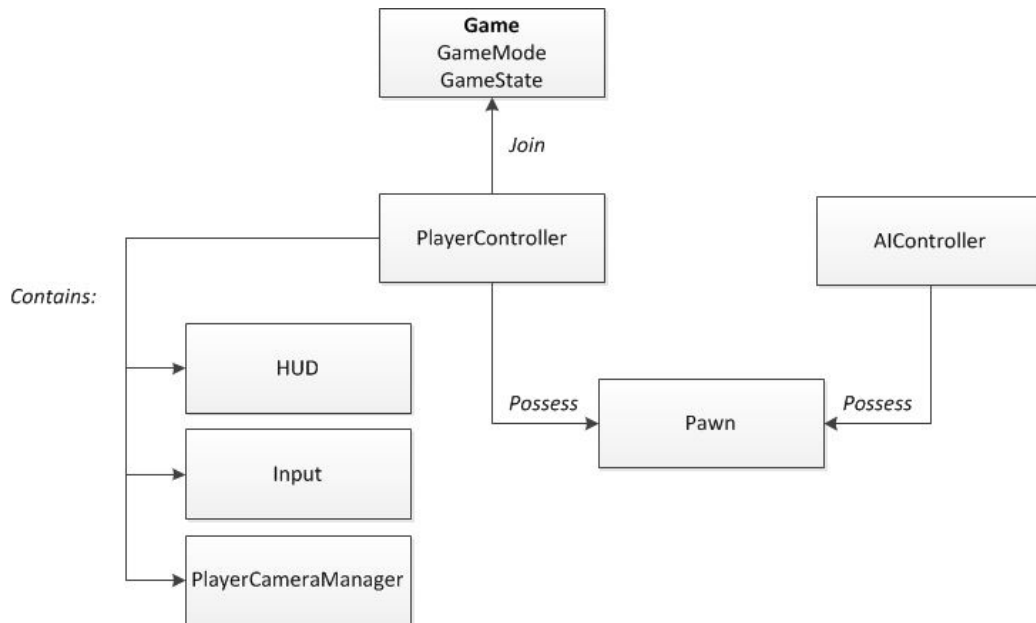 Game
GameMode
GameState
Join
PlayerController
AIController
Contains:
HUD
Possess
Possess
Pawn
Input
PlayerCameraManager